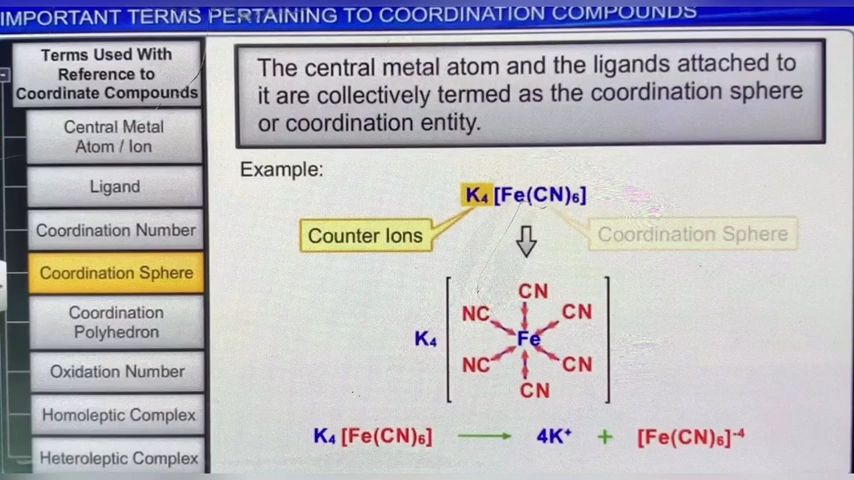 IMPORTANT TERMS PERTAINING TO COORDINATION COMPOUNDS
Terms Used With
Reference to
Coordinate Compounds
Central Metal
Atom / Ion
Ligand
Coordination Number
Coordination Sphere
Coordination
Polyhedron
Oxidation Number
Homoleptic Complex
Heteroleptic Complex
The central metal atom and the ligands attached to
it are collectively termed as the coordination sphere
or coordination entity.
Example:
K₄ [Fe(CN)₆]
Counter Ions
Coordination Sphere
CN
NC CN
K₄ Fe
NC CN
CN
K₄ [Fe(CN)₆] ⟶ 4K⁺ + [Fe(CN)₆]⁻⁴